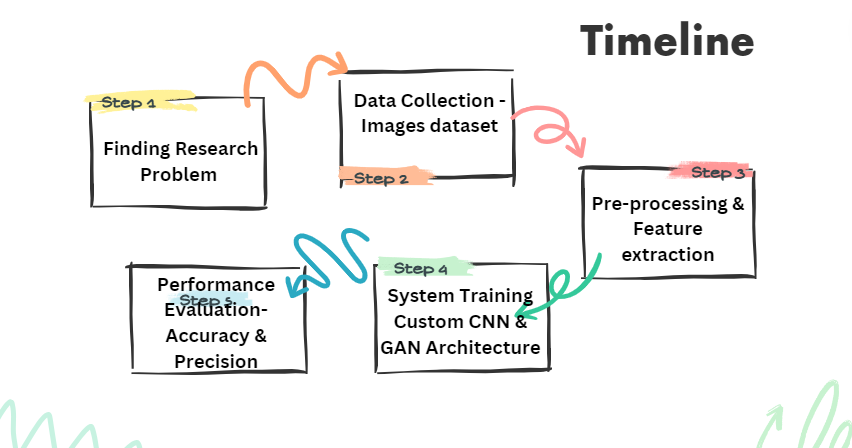 Timeline
Step 1
Finding Research
Problem
Data Collection -
Images dataset
Step 2
Step 3
Pre-processing &
Feature
extraction
Step 4
System Training
Custom CNN &
GAN Architecture
Performance
Step 5
Evaluation-
Accuracy &
Precision